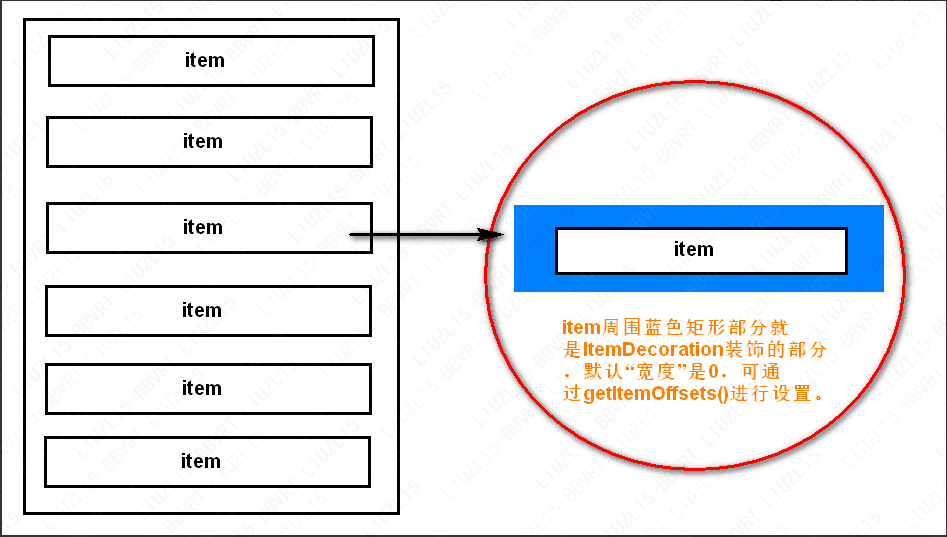 item
item
item
item
item
item
item
item周围蓝色矩形部分就
是ItemDecoration装饰的部分
，默认“宽度”是0，可通
过getItemOffsets()进行设置。
LIUZL15-BBVRT